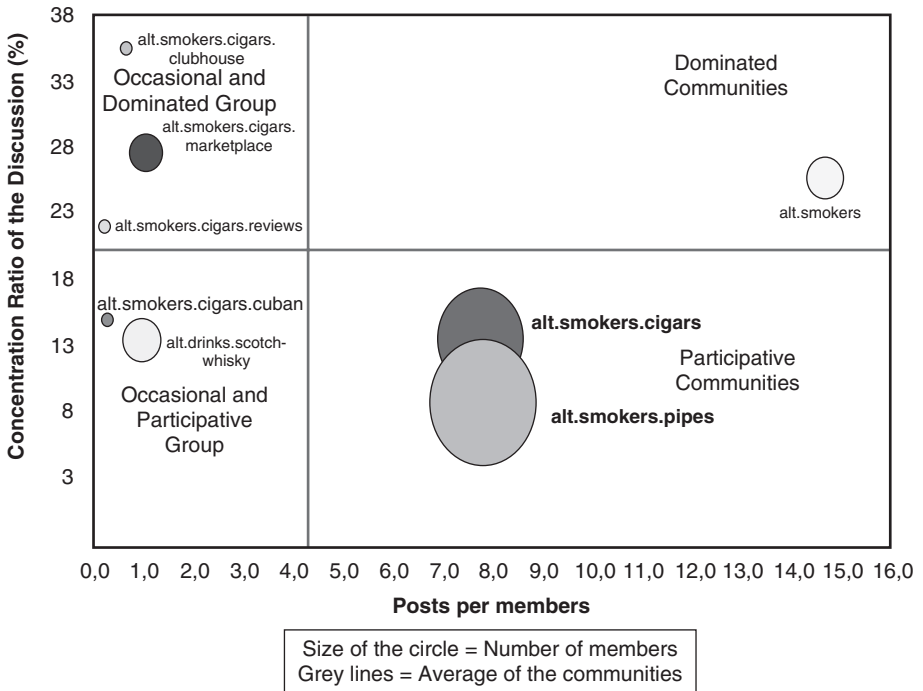 Concentration Ratio of the Discussion (%)
38
33
28
23
18
13
8
3
alt.smokers.cigars.
clubhouse
Occasional and
Dominated Group
alt.smokers.cigars.
marketplace
alt.smokers.cigars.reviews
Dominated
Communities
alt.smokers
alt.smokers.cigars.cuban
alt.drinks.scotch-
whisky
Occasional and
Participative
Group
alt.smokers.cigars
Participative
Communities
alt.smokers.pipes
0,0 1,0 2,0 3,0 4,0 5,0 6,0 7,0 8,0 9,0 10,0 11,0 12,0 13,0 14,0 15,0 16,0
Posts per members
Size of the circle = Number of members
Grey lines = Average of the communities